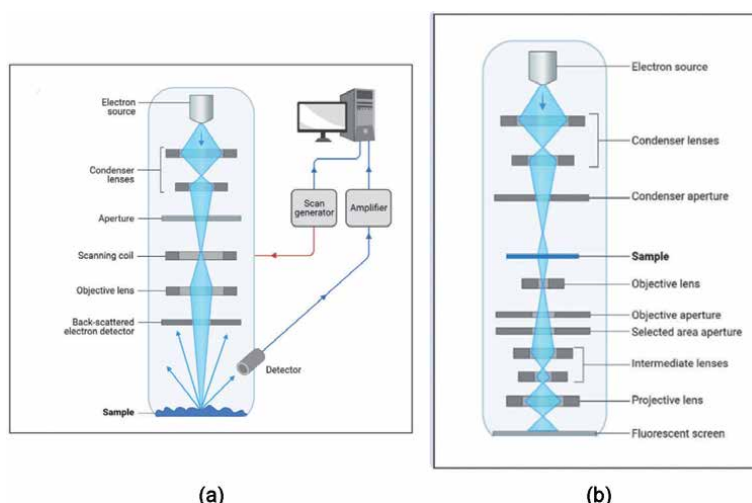 Electron
source
Condenser
lenses
Aperture
Scanning coil
Objective lens
Back-scattered
electron detector
Sample
Scan
generator
Amplifier
Detector
(a)
Electron source
Condenser lenses
Condenser aperture
Sample
Objective lens
Objective aperture
Selected area aperture
Intermediate lenses
Projective lens
Fluorescent screen
(b)